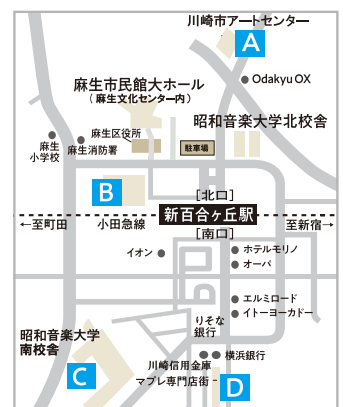 川崎市アートセンター
A
Odakyu OX
麻生市民館大ホール
（麻生文化センター内）
昭和音楽大学北校舎
麻生区役所
麻生
小学校
麻生消防署
駐車場
B
[北口]
新百合ヶ丘駅
←至町田
小田急線
至新宿→
[南口]
イオン
ホテルモリノ
オーパ
エルミロード
イトーヨーカドー
りそな
銀行
昭和音楽大学
南校舎
横浜銀行
川崎信用金庫
マプレ専門店街
C
D